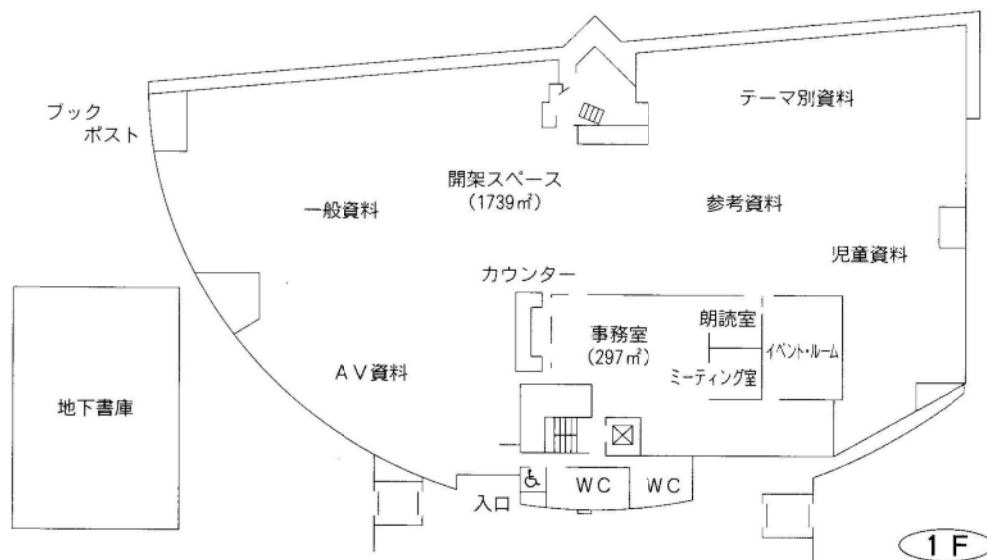 テーマ別資料
ブック
ポスト
開架スペース
(1739㎡)
一般資料
参考資料
児童資料
カウンター
朗読室
事務室
(297㎡)
イベント・ルーム
ミーティング室
AV資料
地下書庫
WC
WC
入口
1F